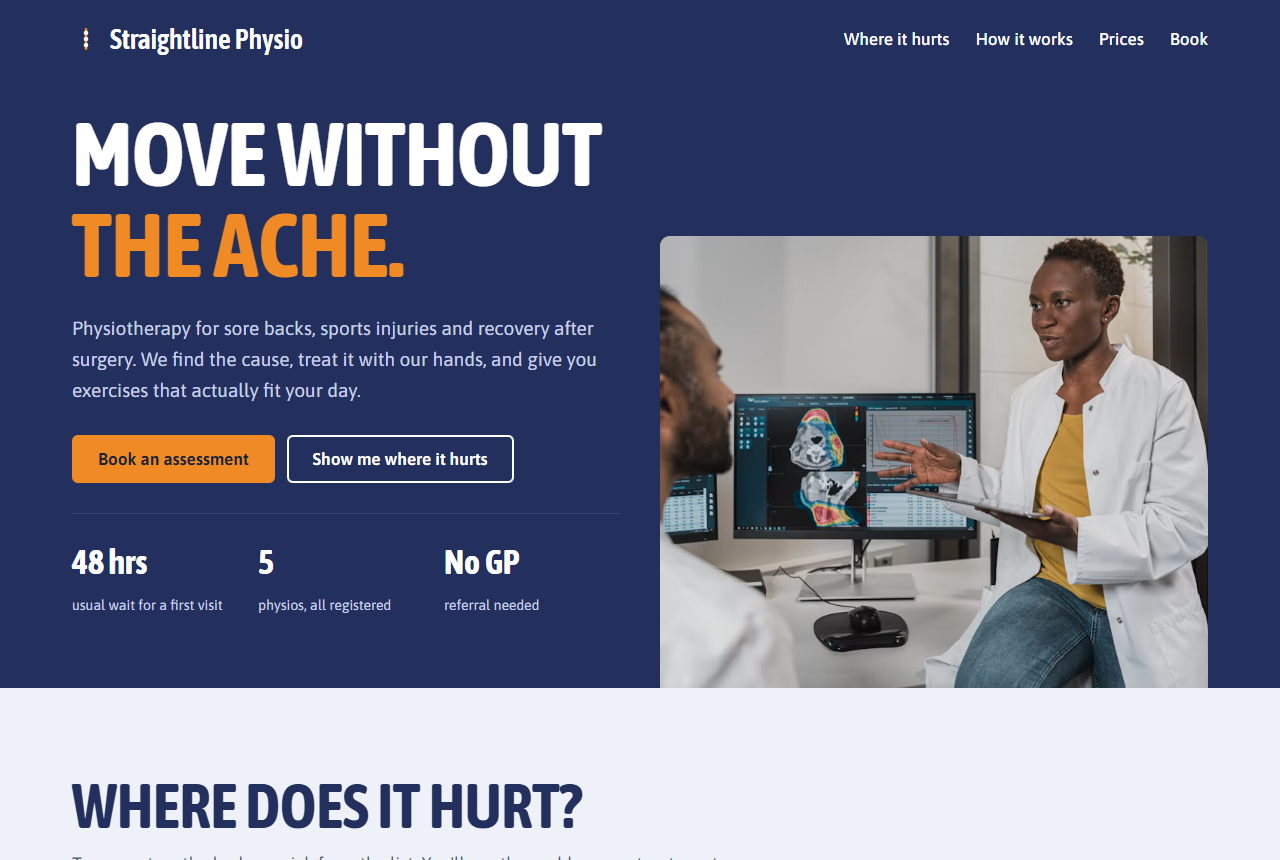 Straightline Physio
Where it hurts
How it works
Prices
Book
MOVE WITHOUT
THE ACHE.
Physiotherapy for sore backs, sports injuries and recovery after
surgery. We find the cause, treat it with our hands, and give you
exercises that actually fit your day.
Book an assessment
Show me where it hurts
48 hrs
5
No GP
usual wait for a first visit
physios, all registered
referral needed
WHERE DOES IT HURT?